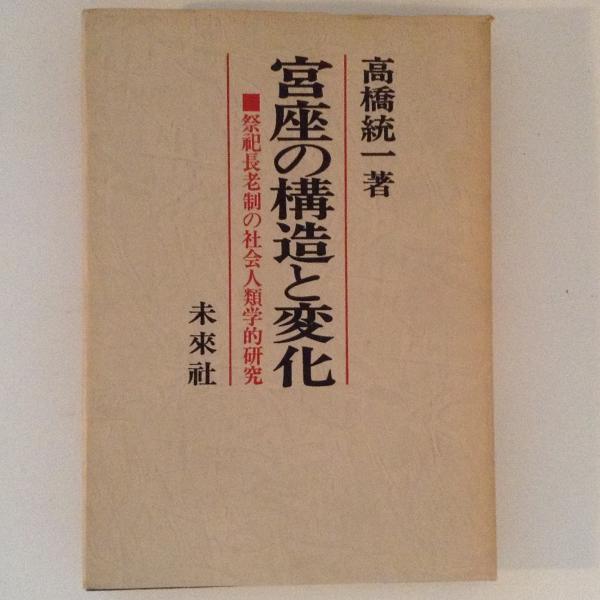 高橋統一著
宮座の構造と変化
■祭祀長老制の社会人類学的研究
未來社